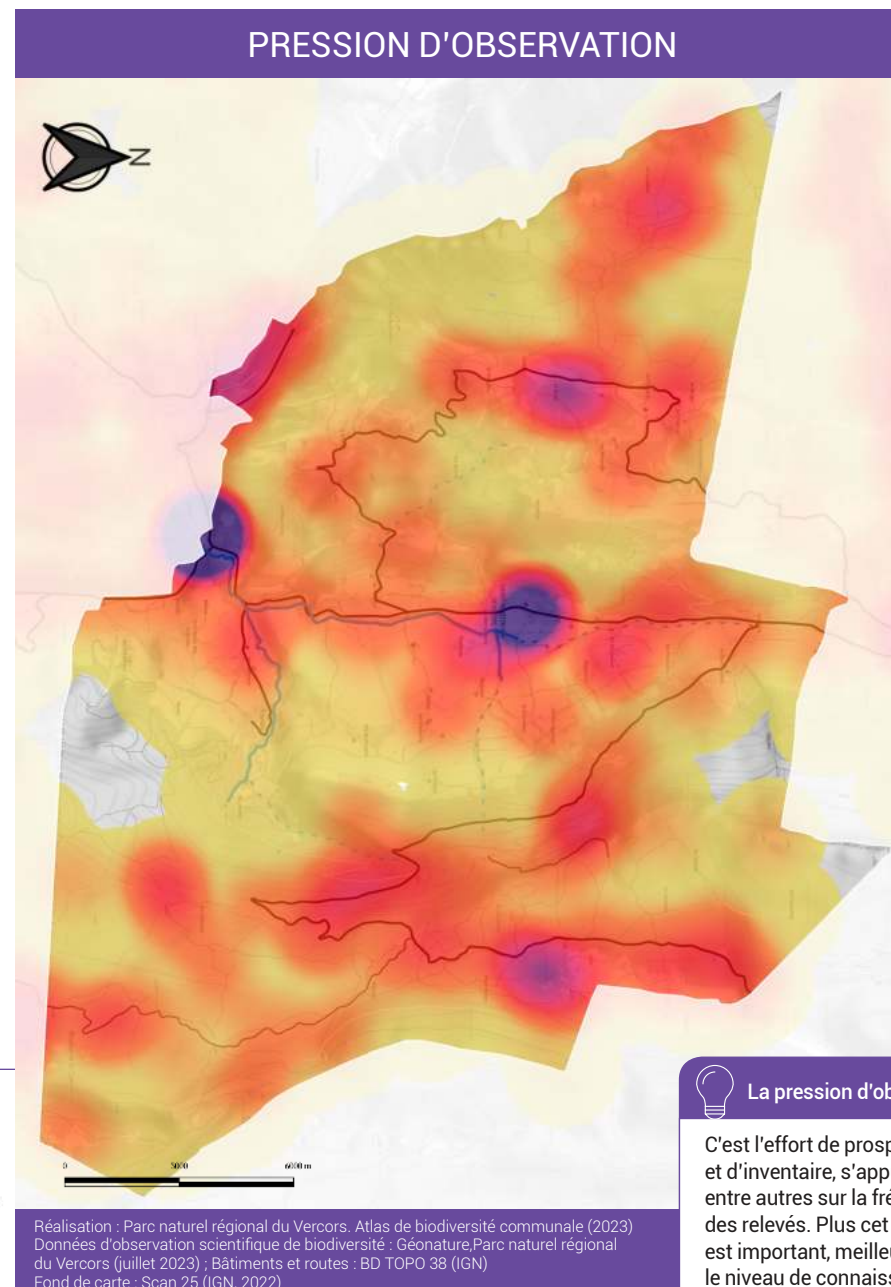 PRESSION D'OBSERVATION
N
0 5000 6000 m
Réalisation : Parc naturel régional du Vercors. Atlas de biodiversité communale (2023)
Données d'observation scientifique de biodiversité : Géonature,Parc naturel régional
du Vercors (juillet 2023) ; Bâtiments et routes : BD TOPO 38 (IGN)
Fond de carte : Scan 25 (IGN, 2022)
La pression d'ob
C'est l'effort de prosp
et d'inventaire, s'app
entre autres sur la fré
des relevés. Plus cet
est important, meilleu
le niveau de connaiss